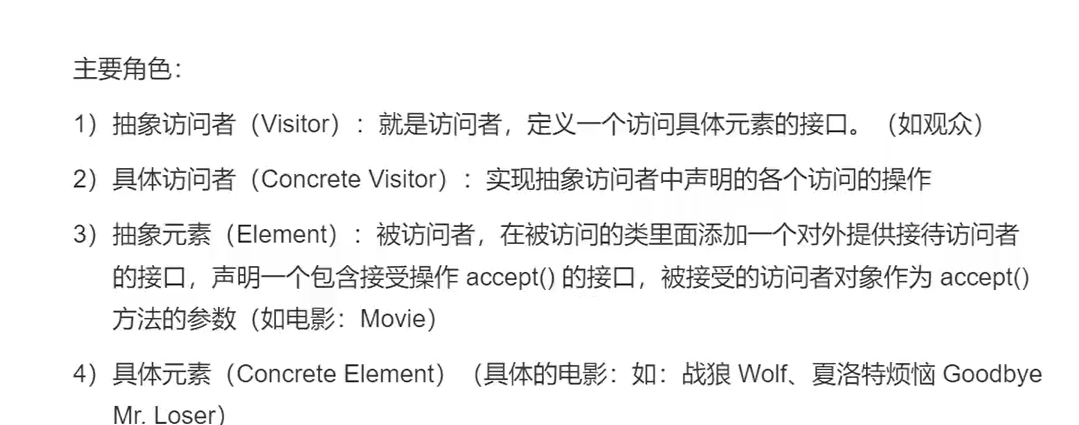 主要角色：
1）抽象访问者（Visitor）：就是访问者，定义一个访问具体元素的接口。（如观众）
2）具体访问者（Concrete Visitor）：实现抽象访问者中声明的各个访问的操作
3）抽象元素（Element）：被访问者，在被访问的类里面添加一个对外提供接待访问者
的接口，声明一个包含接受操作 accept() 的接口，被接受的访问者对象作为 accept()
方法的参数（如电影：Movie）
4）具体元素（Concrete Element）（具体的电影：如：战狼 Wolf、夏洛特烦恼 Goodbye
Mr. Loser）